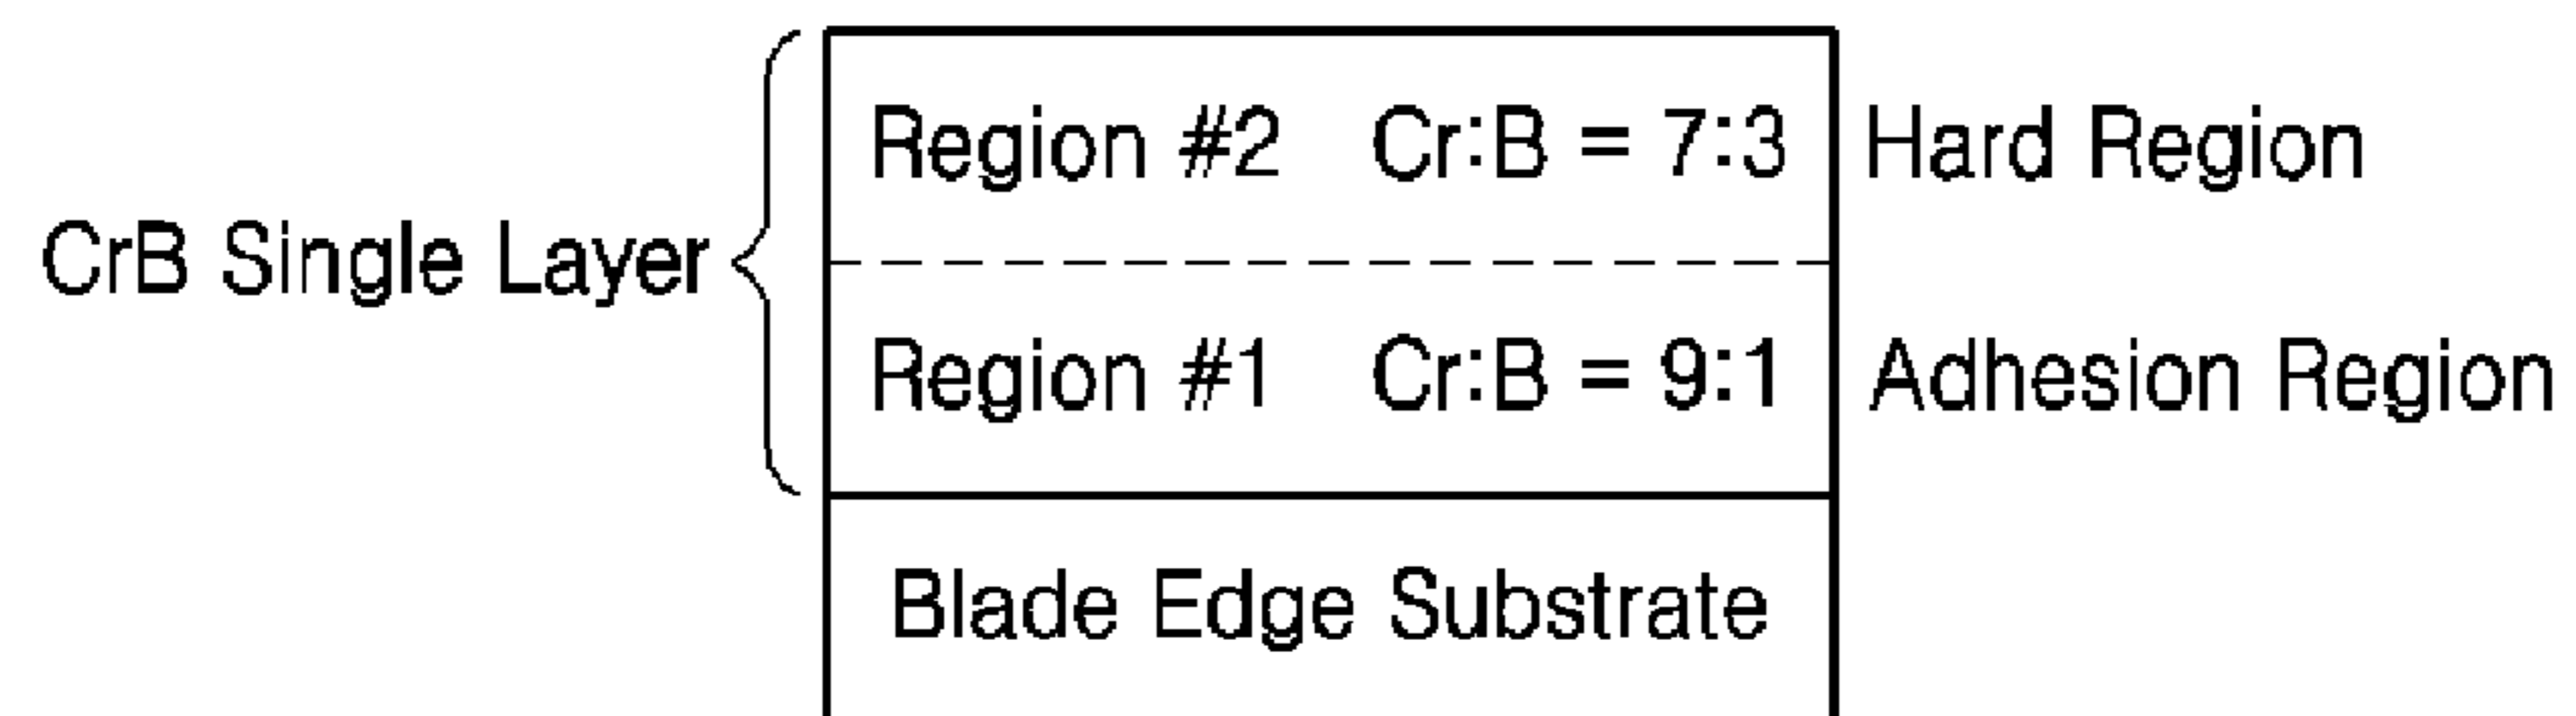 Region #2 Cr:B = 7:3 Hard Region
CrB Single Layer
Region #1 Cr:B = 9:1 Adhesion Region
Blade Edge Substrate